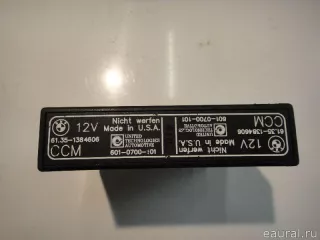 12V
Nicht werfen
Made in U.S.A.
61.35-1384606
CCM
UNITED
TECHNOLOGIES
AUTOMOTIVE
601-0700-101
601-0700-101
UNITED
TECHNOLOGIES
AUTOMOTIVE
Nicht werfen
Made in U.S.A.
61.35-1384606
12V
CCM
© eaural.ru